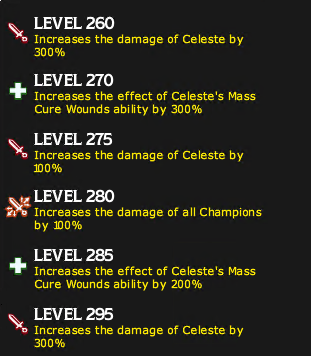 LEVEL 260
Increases the damage of Celeste by
300%
LEVEL 270
Increases the effect of Celeste's Mass
Cure Wounds ability by 300%
LEVEL 275
Increases the damage of Celeste by
100%
LEVEL 280
Increases the damage of all Champions
by 100%
LEVEL 285
Increases the effect of Celeste's Mass
Cure Wounds ability by 200%
LEVEL 295
Increases the damage of Celeste by
300%